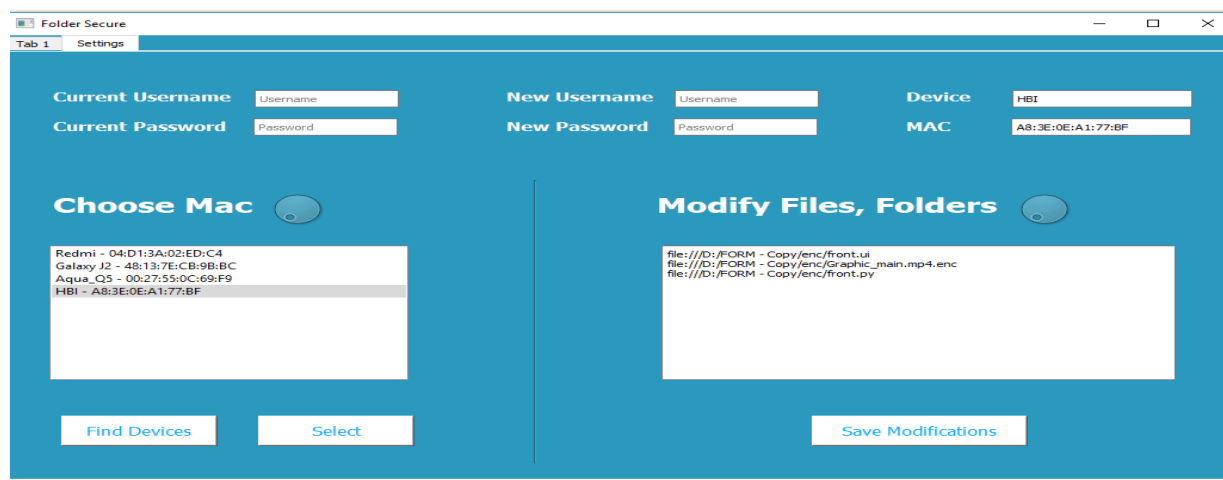 Folder Secure
Tab 1 Settings
Current Username Username New Username Username Device HBI
Current Password Password New Password Password MAC A8:3E:0E:A1:77:BF
Choose Mac Modify Files, Folders
Redmi - 04:D1:3A:02:ED:C4
Galaxy J2 - 48:13:7E:CB:9B:BC
Aqua_Q5 - 00:27:55:0C:69:F9
HBI - A8:3E:0E:A1:77:BF
file:///D:/FORM - Copy/enc/front.ui
file:///D:/FORM - Copy/enc/Graphic_main.mp4.enc
file:///D:/FORM - Copy/enc/front.py
Find Devices Select Save Modifications